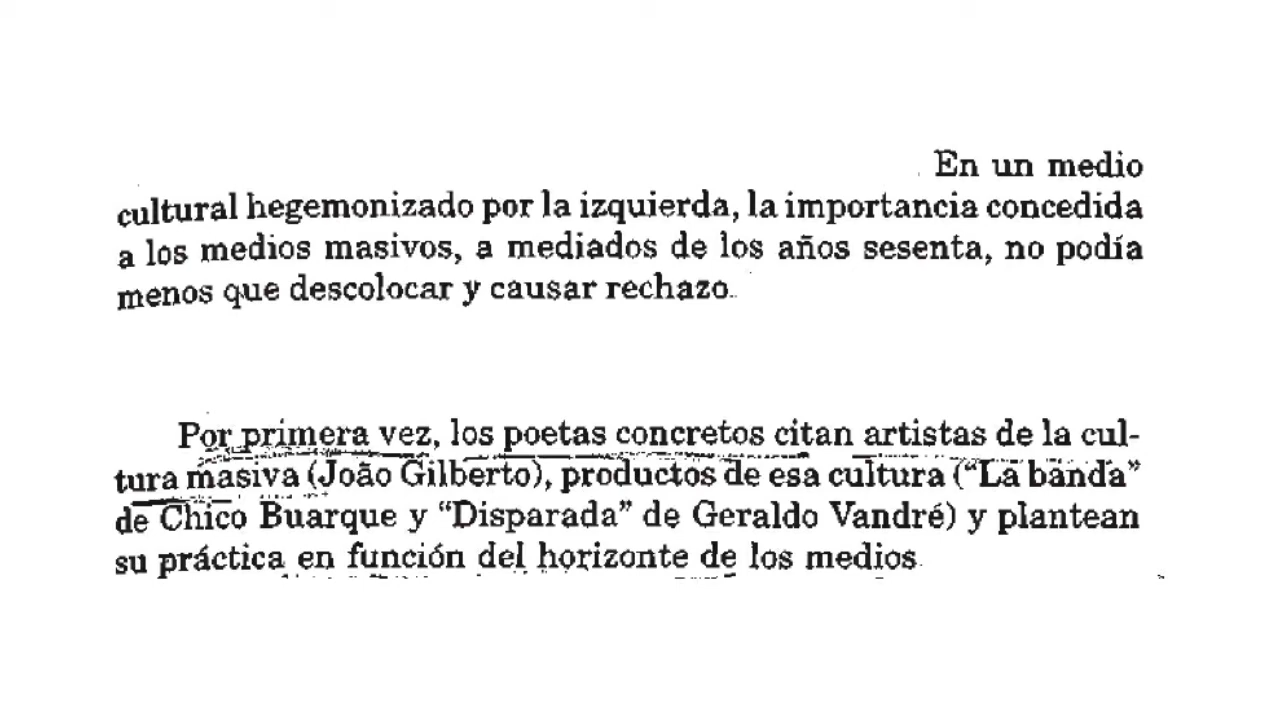 En un medio
cultural hegemonizado por la izquierda, la importancia concedida
a los medios masivos, a mediados de los años sesenta, no podía
menos que descolocar y causar rechazo.
Por primera vez, los poetas concretos citan artistas de la cul-
tura masiva (João Gilberto), productos de esa cultura (“La banda”
de Chico Buarque y “Disparada” de Geraldo Vandré) y plantean
su práctica en función del horizonte de los medios.